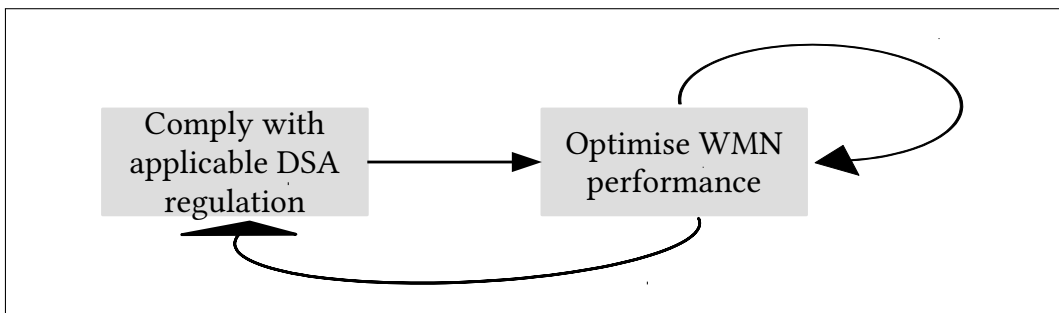 Comply with
applicable DSA
regulation
Optimise WMN
performance